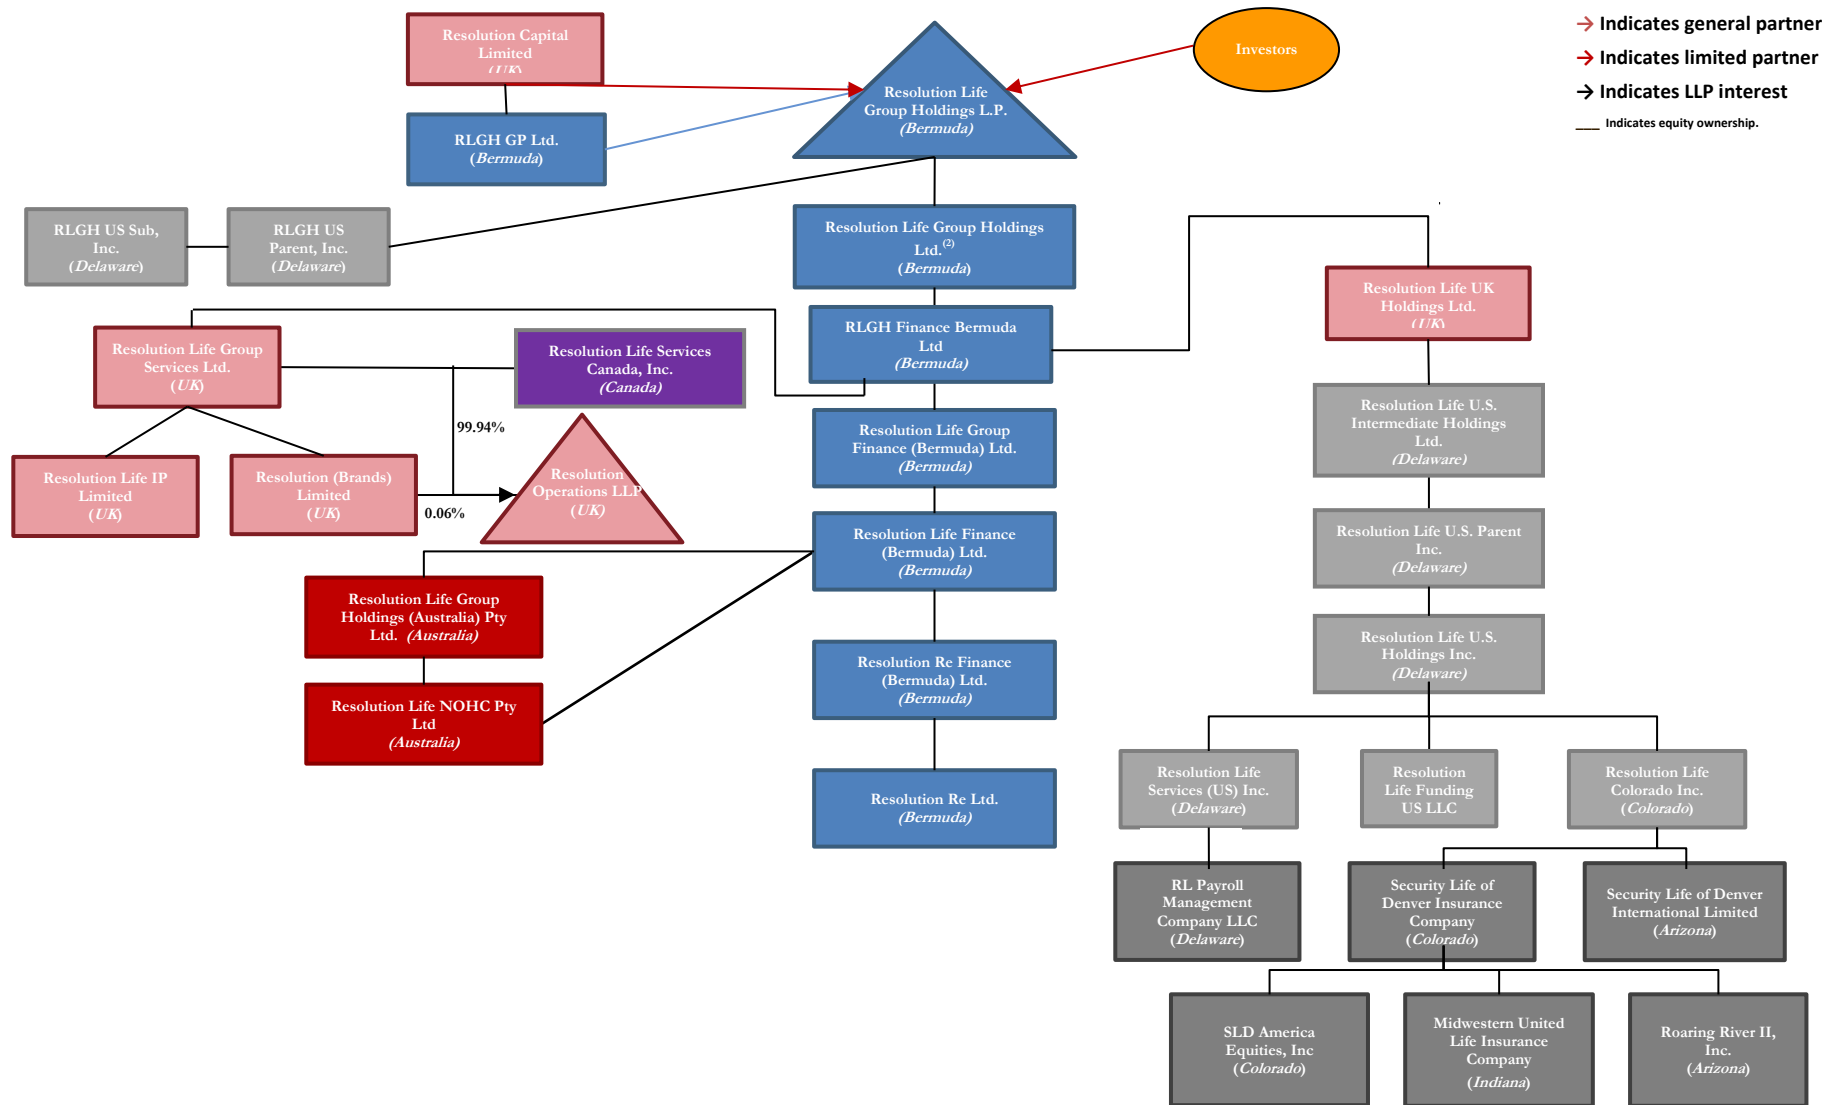 Resolution Capital
Limited
(UK)
Investors
→ Indicates general partner
→ Indicates limited partner
→ Indicates LLP interest
___ Indicates equity ownership.
Resolution Life
Group Holdings L.P.
(Bermuda)
RLGH GP Ltd.
(Bermuda)
RLGH US Sub,
Inc.
(Delaware)
RLGH US
Parent, Inc.
(Delaware)
Resolution Life Group Holdings
Ltd.(2)
(Bermuda)
Resolution Life UK
Holdings Ltd.
(UK)
Resolution Life Group
Services Ltd.
(UK)
Resolution Life Services
Canada, Inc.
(Canada)
RLGH Finance Bermuda
Ltd
(Bermuda)
Resolution Life U.S.
Intermediate Holdings
Ltd.
(Delaware)
99.94%
Resolution Life Group
Finance (Bermuda) Ltd.
(Bermuda)
Resolution Life IP
Limited
(UK)
Resolution (Brands)
Limited
(UK)
0.06%
Resolution
Operations LLP
(UK)
Resolution Life Finance
(Bermuda) Ltd.
(Bermuda)
Resolution Life U.S. Parent
Inc.
(Delaware)
Resolution Life Group
Holdings (Australia) Pty
Ltd. (Australia)
Resolution Life U.S.
Holdings Inc.
(Delaware)
Resolution Re Finance
(Bermuda) Ltd.
(Bermuda)
Resolution Life NOHC Pty
Ltd
(Australia)
Resolution Re Ltd.
(Bermuda)
Resolution Life
Services (US) Inc.
(Delaware)
Resolution
Life Funding
US LLC
Resolution Life
Colorado Inc.
(Colorado)
RL Payroll
Management
Company LLC
(Delaware)
Security Life of
Denver Insurance
Company
(Colorado)
Security Life of Denver
International Limited
(Arizona)
SLD America
Equities, Inc
(Colorado)
Midwestern United
Life Insurance
Company
(Indiana)
Roaring River II,
Inc.
(Arizona)